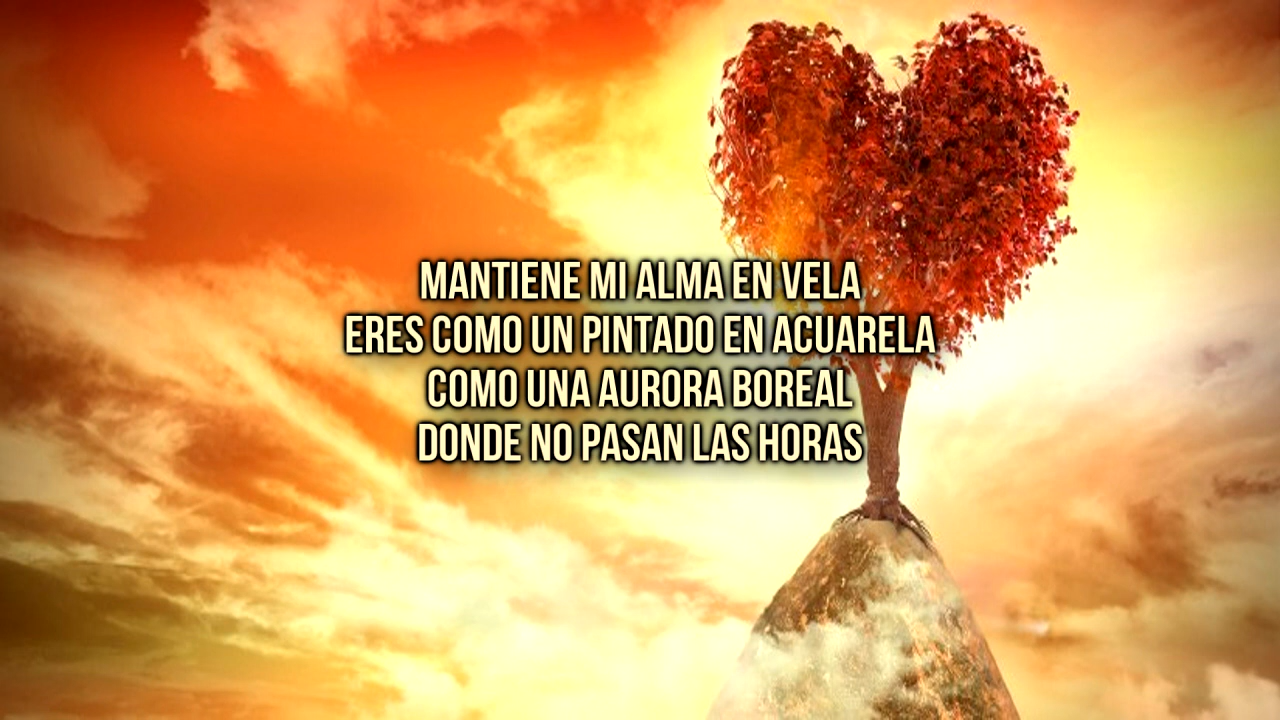 MANTIENE MI ALMA EN VELA
ERES COMO UN PINTADO EN ACUARELA
COMO UNA AURORA BOREAL
DONDE NO PASAN LAS HORAS